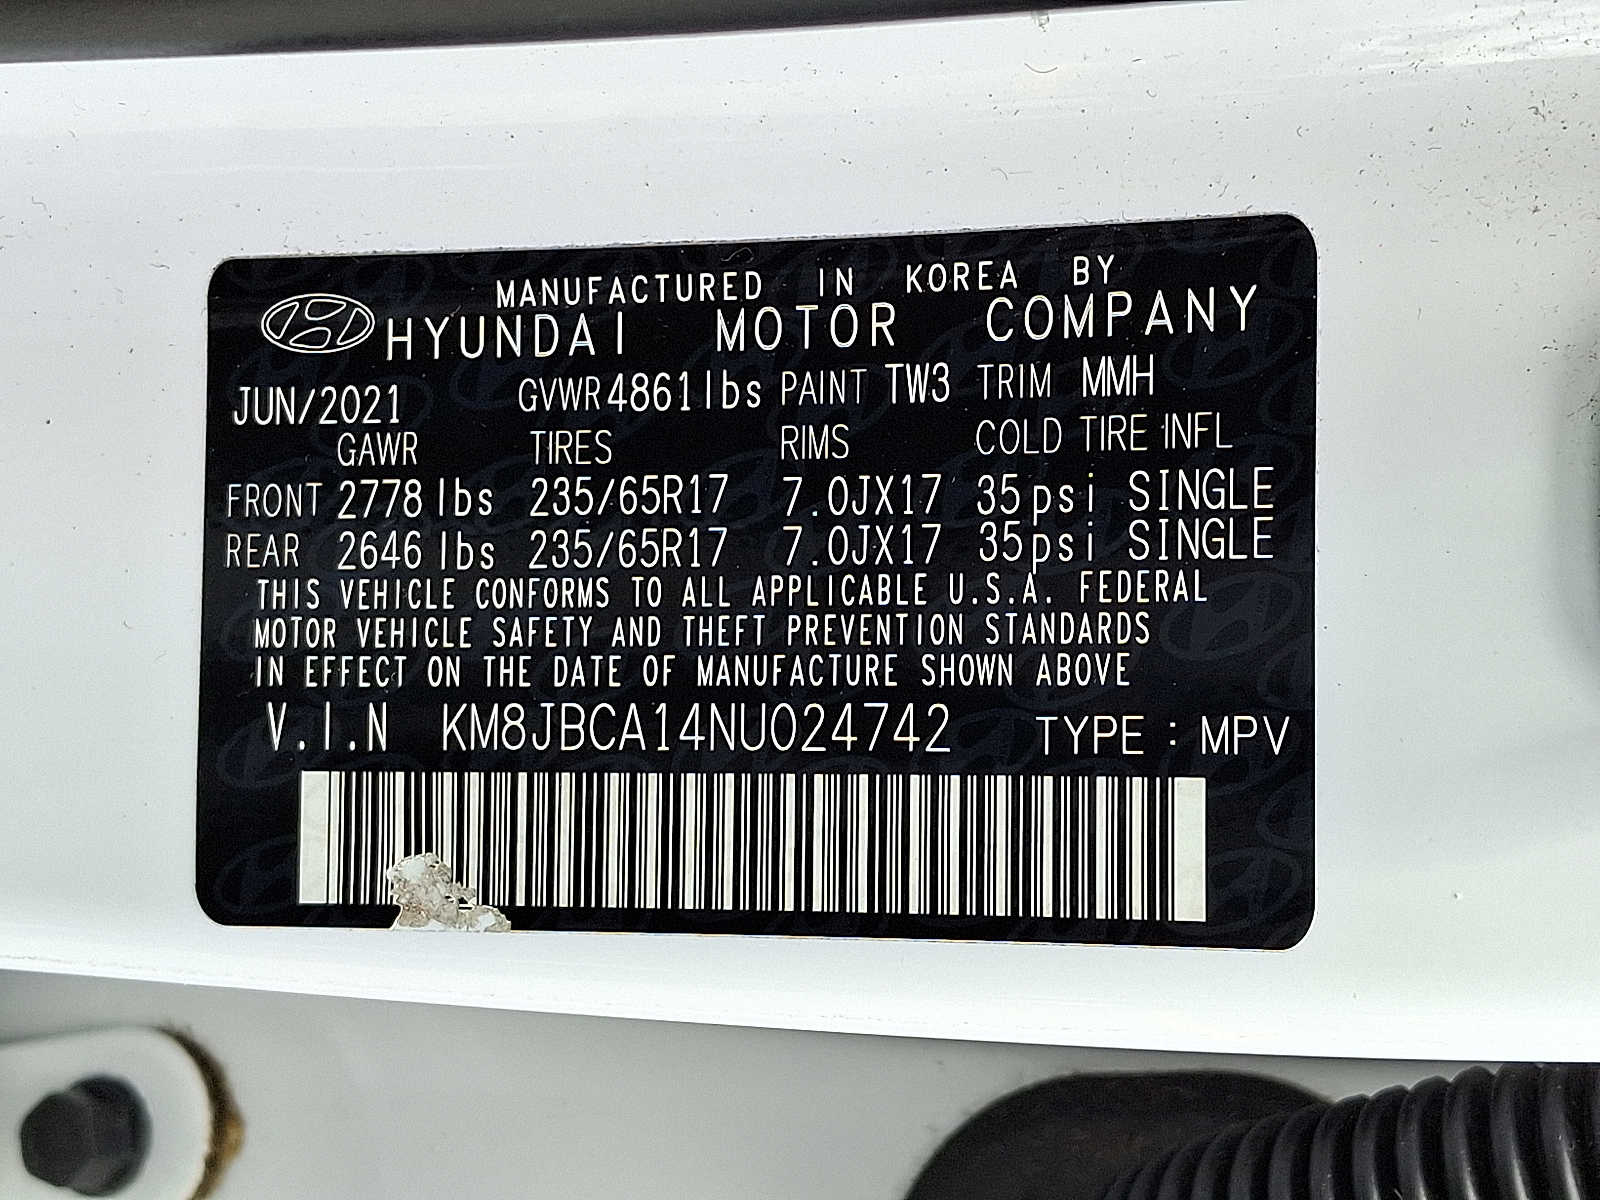 MANUFACTURED IN KOREA BY
HYUNDAI MOTOR COMPANY
JUN/2021 GVWR 4861lbs PAINT TW3 TRIM MMH
GAWR TIRES RIMS COLD TIRE INFL
FRONT 2778 lbs 235/65R17 7.0JX17 35psi SINGLE
REAR 2646 lbs 235/65R17 7.0JX17 35psi SINGLE
THIS VEHICLE CONFORMS TO ALL APPLICABLE U.S.A. FEDERAL
MOTOR VEHICLE SAFETY AND THEFT PREVENTION STANDARDS
IN EFFECT ON THE DATE OF MANUFACTURE SHOWN ABOVE
V.I.N KM8JBCA14NU024742 TYPE : MPV